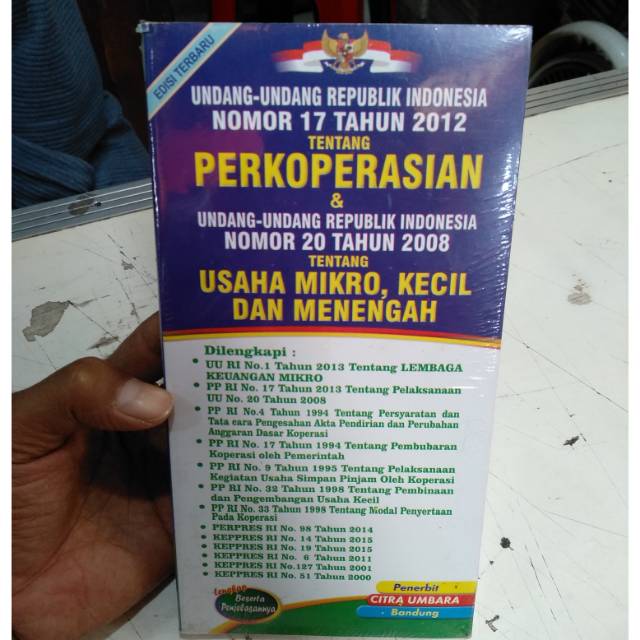 EDISI TERBARU
UNDANG-UNDANG REPUBLIK INDONESIA
NOMOR 17 TAHUN 2012
TENTANG
PERKOPERASIAN
&
UNDANG-UNDANG REPUBLIK INDONESIA
NOMOR 20 TAHUN 2008
TENTANG
USAHA MIKRO, KECIL
DAN MENENGAH
Dilengkapi :
• UU RI No.1 Tahun 2013 Tentang LEMBAGA
KEUANGAN MIKRO
• PP RI No. 17 Tahun 2013 Tentang Pelaksanaan
UU No. 20 Tahun 2008
• PP RI No.4 Tahun 1994 Tentang Persyaratan dan
Tata cara Pengesahan Akta Pendirian dan Perubahan
Anggaran Dasar Koperasi
• PP RI No. 17 Tahun 1994 Tentang Pembubaran
Koperasi oleh Pemerintah
• PP RI No. 9 Tahun 1995 Tentang Pelaksanaan
Kegiatan Usaha Simpan Pinjam Oleh Koperasi
• PP RI No. 32 Tahun 1998 Tentang Pembinaan
dan Pengembangan Usaha Kecil
• PP RI No. 33 Tahun 1998 Tentang Modal Penyertaan
Pada Koperasi
• PERPRES RI No. 98 Tahun 2014
• KEPPRES RI No. 14 Tahun 2015
• KEPPRES RI No. 19 Tahun 2015
• KEPPRES RI No. 6 Tahun 2011
• KEPPRES RI No.127 Tahun 2001
• KEPPRES RI No. 51 Tahun 2000
Lengkap
Beserta
Penjelasannya
Penerbit
CITRA UMBARA
Bandung